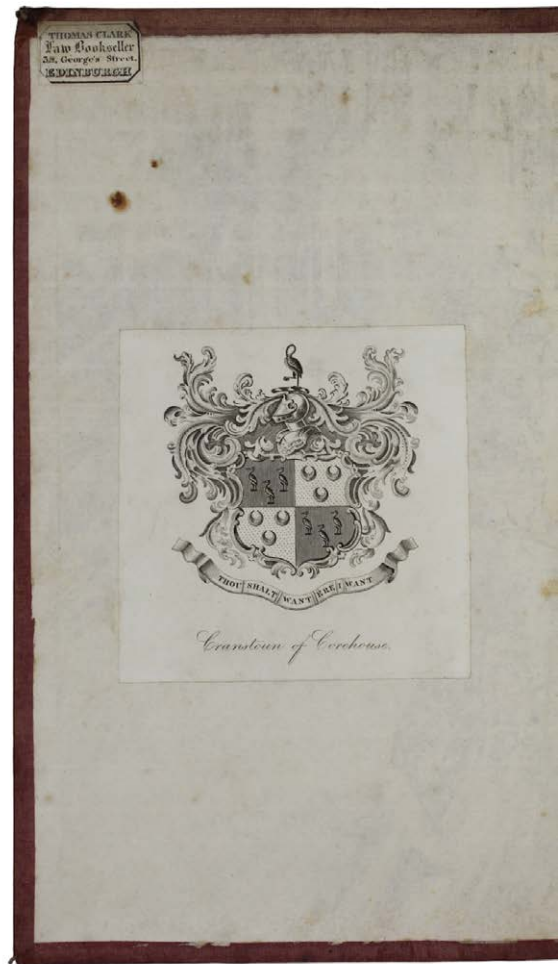 THOMAS CLARK
Law Bookseller
38, George's Street.
EDINBURGH
THOU SHALT WANT ERE I WANT
Cranstoun of Corehouse.